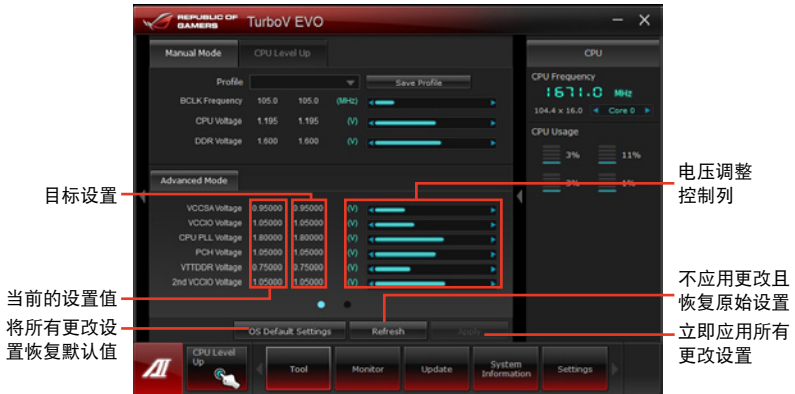 REPUBLIC OF
GAMERS
TurboV EVO
Manual Mode
CPU Level Up
CPU
Profile
Save Profile
BCLK Frequency 105.0 105.0 (MHz)
CPU Voltage 1.195 1.195 (V)
DDR Voltage 1.600 1.600 (V)
CPU Frequency
1671.0 MHz
104.4 x 16.0 Core 0
CPU Usage
3% 11%
3% 1%
Advanced Mode
VCCSA Voltage 0.95000 0.95000 (V)
VCCIO Voltage 1.05000 1.05000 (V)
CPU PLL Voltage 1.80000 1.80000 (V)
PCH Voltage 1.05000 1.05000 (V)
VTTDDR Voltage 0.75000 0.75000 (V)
2nd VCCIO Voltage 1.05000 1.05000 (V)
OS Default Settings
Refresh
Apply
CPU Level
Up
Tool
Monitor
Update
System
Information
Settings
目标设置
当前的设置值
将所有更改设
置恢复默认值
电压调整
控制列
不应用更改且
恢复原始设置
立即应用所有
更改设置